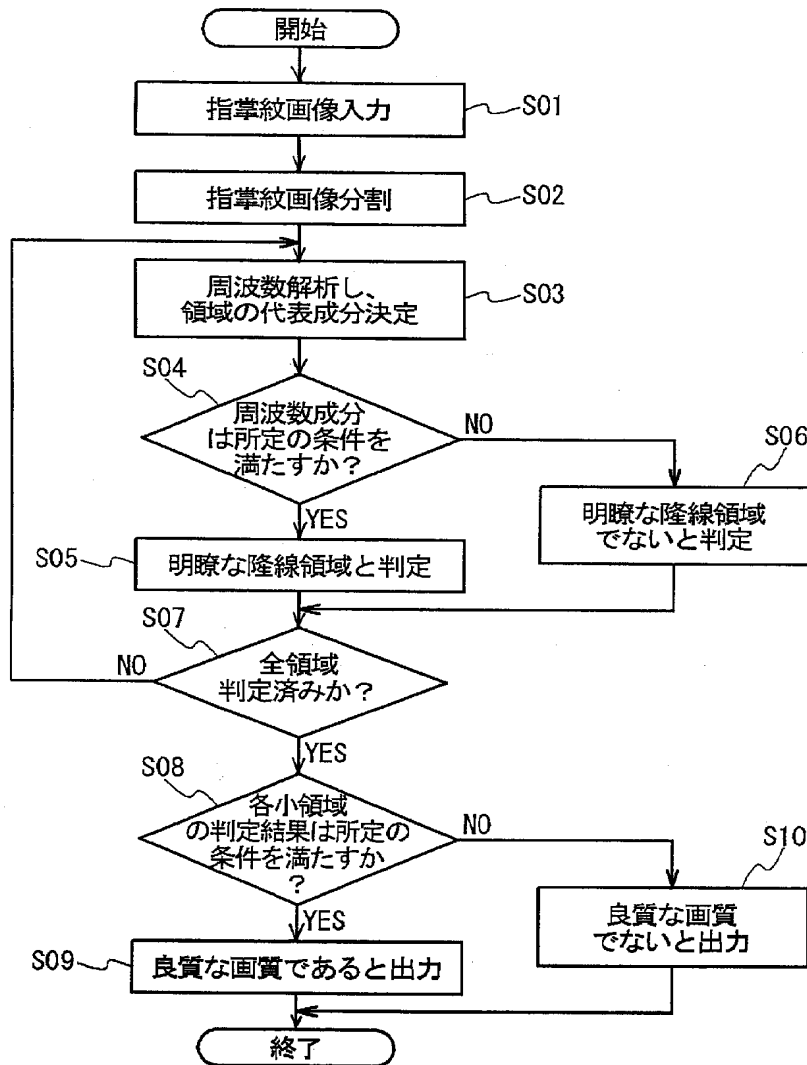 開始
指掌紋画像入力
S01
指掌紋画像分割
S02
周波数解析し、
領域の代表成分決定
S03
S04
周波数成分
は所定の条件を
満たすか？
NO
YES
S06
明瞭な隆線領域
でないと判定
S05
明瞭な隆線領域と判定
S07
NO
全領域
判定済みか？
YES
S08
各小領域
の判定結果は所定の
条件を満たすか
？
NO
YES
S10
良質な画質
でないと出力
S09
良質な画質であると出力
終了